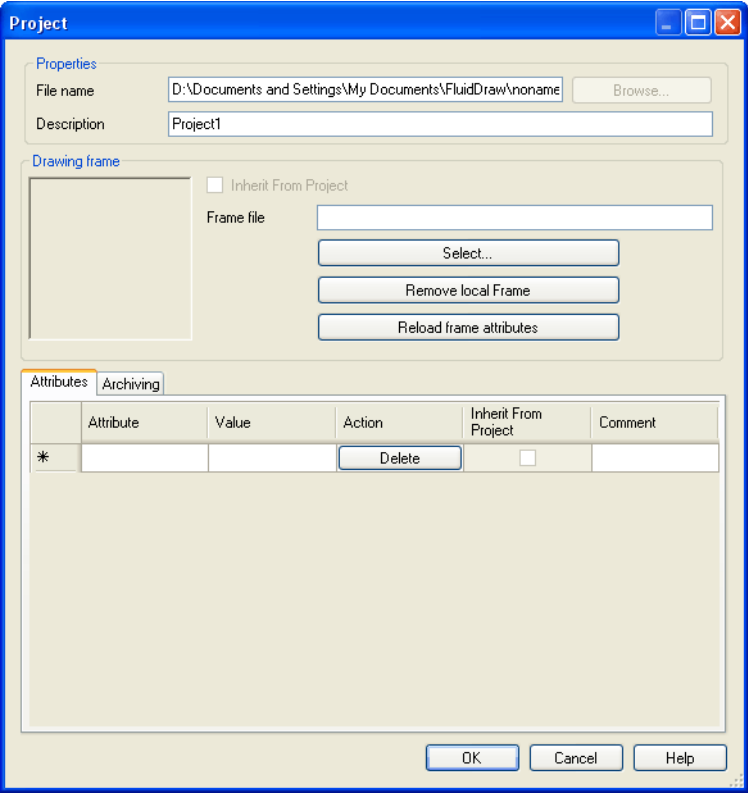 Project
Properties
File name D:\Documents and Settings\My Documents\FluidDraw\noname Browse...
Description Project1
Drawing frame
Inherit From Project
Frame file
Select...
Remove local Frame
Reload frame attributes
Attributes Archiving
Attribute Value Action Inherit From Project Comment
* Delete
OK Cancel Help